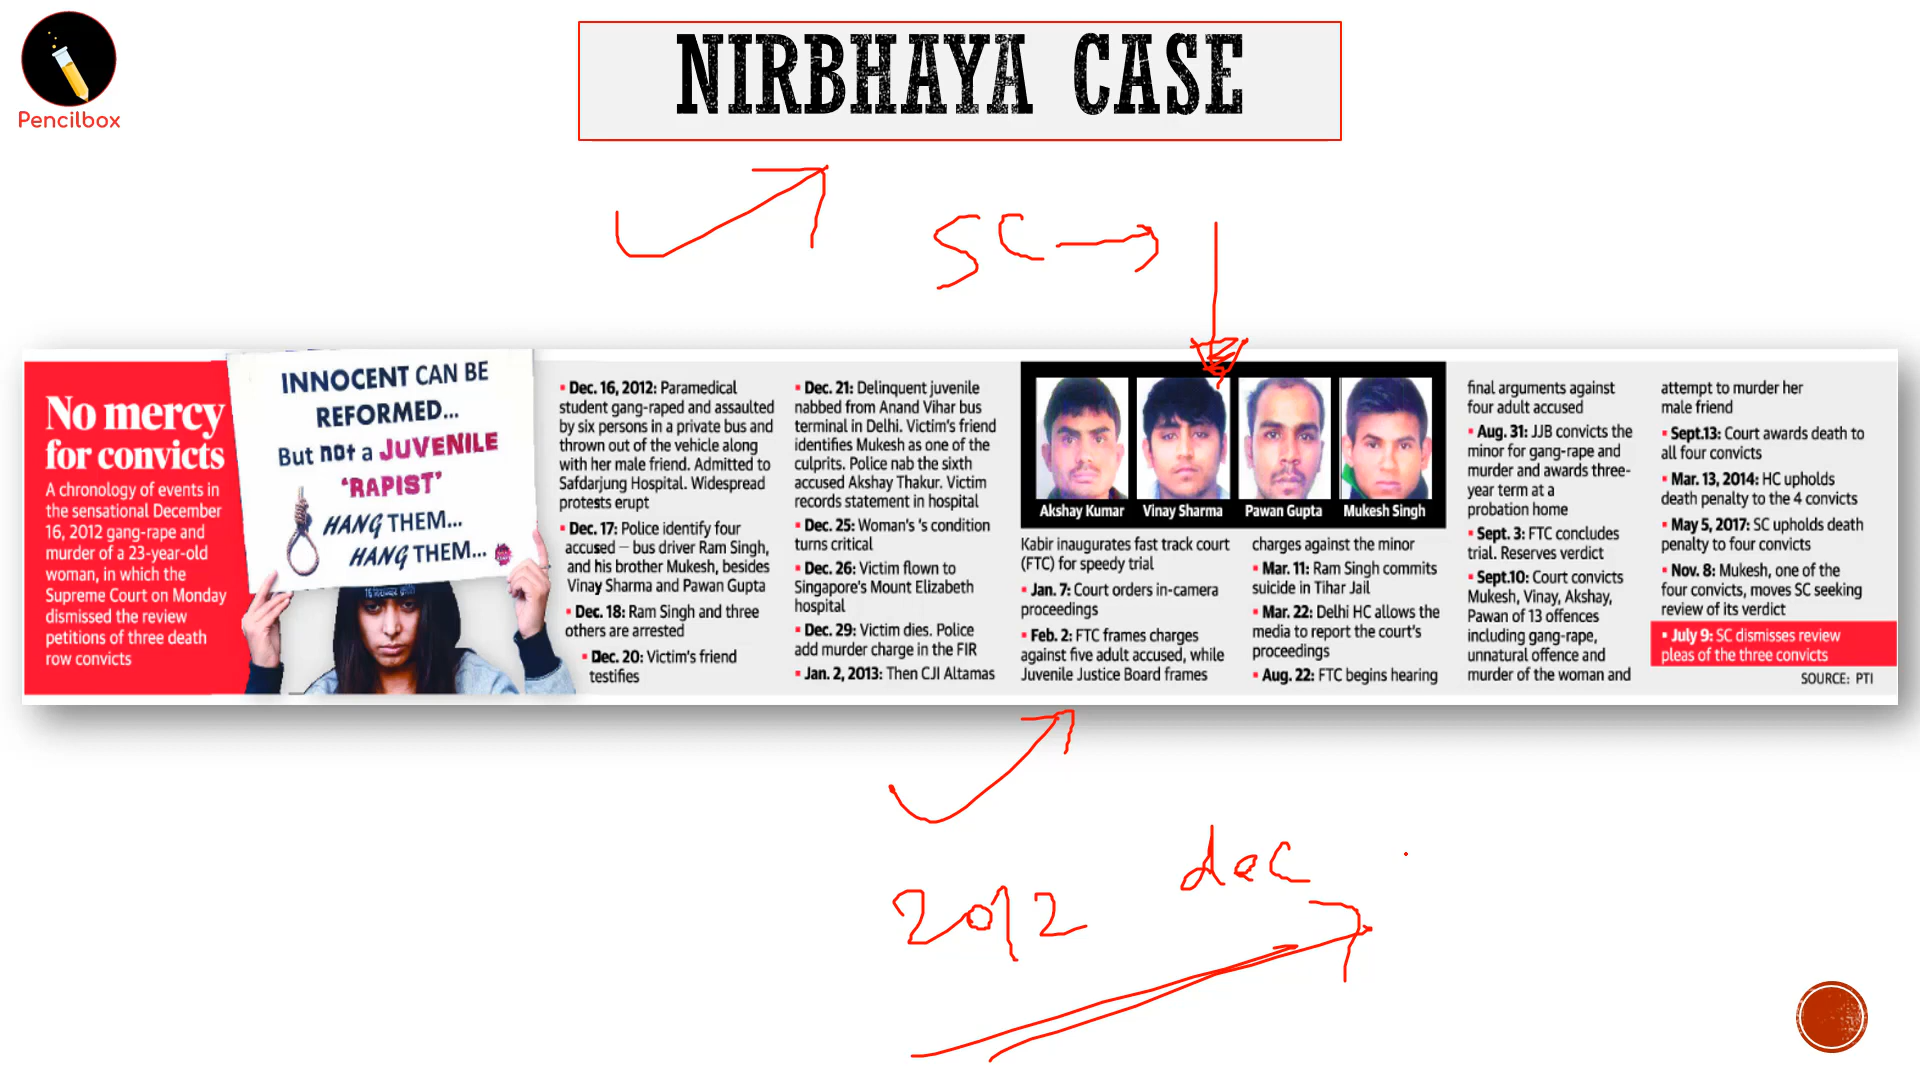 Pencilbox
NIRBHAYA CASE
SC
No mercy
for convicts
A chronology of events in
the sensational December
16, 2012 gang-rape and
murder of a 23-year-old
woman, in which the
Supreme Court on Monday
dismissed the review
petitions of three death
row convicts
INNOCENT CAN BE
REFORMED...
But not a JUVENILE
'RAPIST'
HANG THEM...
HANG THEM...
▪ Dec. 16, 2012: Paramedical
student gang-raped and assaulted
by six persons in a private bus and
thrown out of the vehicle along
with her male friend. Admitted to
Safdarjung Hospital. Widespread
protests erupt
▪ Dec. 17: Police identify four
accused — bus driver Ram Singh,
and his brother Mukesh, besides
Vinay Sharma and Pawan Gupta
▪ Dec. 18: Ram Singh and three
others are arrested
▪ Dec. 20: Victim's friend
testifies
▪ Dec. 21: Delinquent juvenile
nabbed from Anand Vihar bus
terminal in Delhi. Victim's friend
identifies Mukesh as one of the
culprits. Police nab the sixth
accused Akshay Thakur. Victim
records statement in hospital
▪ Dec. 25: Woman's 's condition
turns critical
▪ Dec. 26: Victim flown to
Singapore's Mount Elizabeth
hospital
▪ Dec. 29: Victim dies. Police
add murder charge in the FIR
▪ Jan. 2, 2013: Then CJI Altamas
Akshay Kumar Vinay Sharma Pawan Gupta Mukesh Singh
Kabir inaugurates fast track court
(FTC) for speedy trial
▪ Jan. 7: Court orders in-camera
proceedings
▪ Feb. 2: FTC frames charges
against five adult accused, while
Juvenile Justice Board frames
charges against the minor
▪ Mar. 11: Ram Singh commits
suicide in Tihar Jail
▪ Mar. 22: Delhi HC allows the
media to report the court's
proceedings
▪ Aug. 22: FTC begins hearing
final arguments against
four adult accused
▪ Aug. 31: JJB convicts the
minor for gang-rape and
murder and awards three-
year term at a
probation home
▪ Sept. 3: FTC concludes
trial. Reserves verdict
▪ Sept.10: Court convicts
Mukesh, Vinay, Akshay,
Pawan of 13 offences
including gang-rape,
unnatural offence and
murder of the woman and
attempt to murder her
male friend
▪ Sept.13: Court awards death to
all four convicts
▪ Mar. 13, 2014: HC upholds
death penalty to the 4 convicts
▪ May 5, 2017: SC upholds death
penalty to four convicts
▪ Nov. 8: Mukesh, one of the
four convicts, moves SC seeking
review of its verdict
▪ July 9: SC dismisses review
pleas of the three convicts
SOURCE: PTI
2012 dec